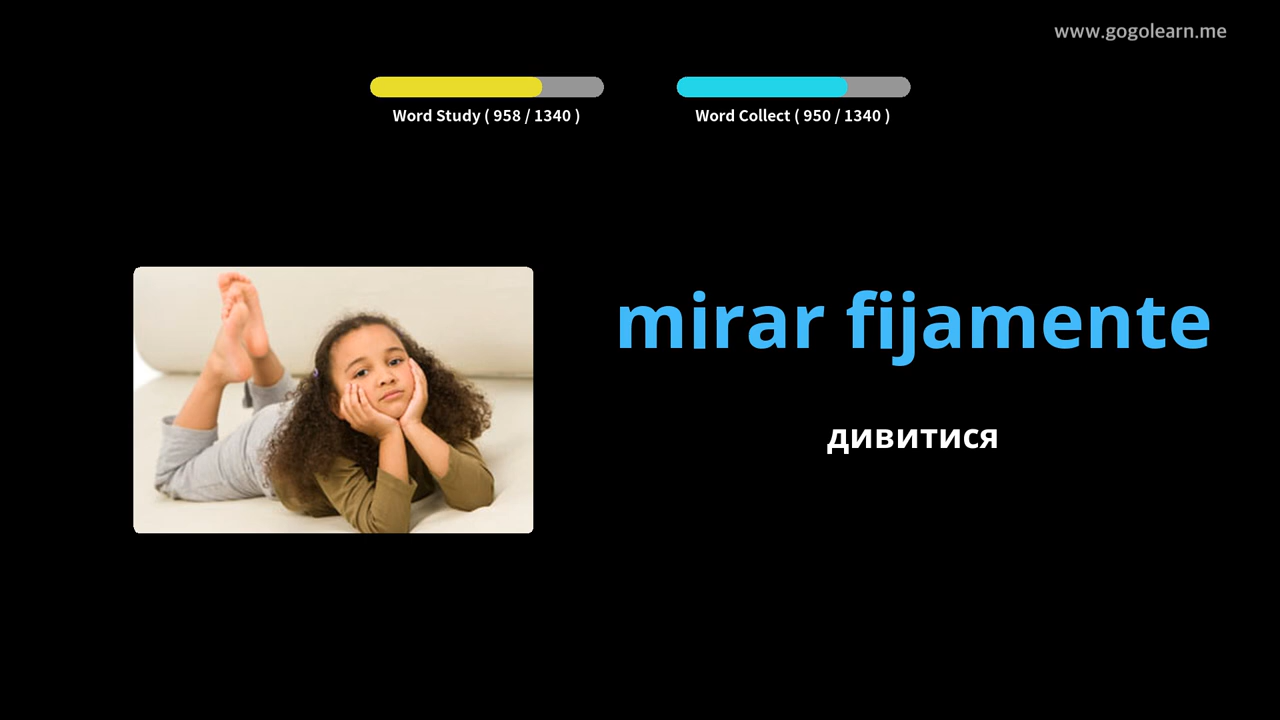 www.gogolearn.me
Word Study ( 958 / 1340 )
Word Collect ( 950 / 1340 )
mirar fijamente
дивитися